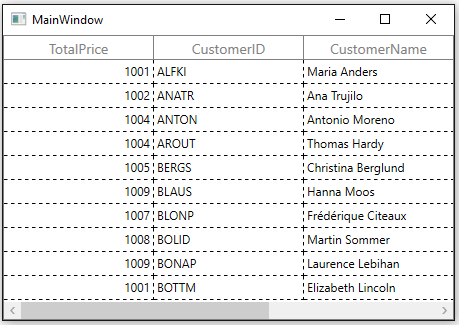 MainWindow
TotalPrice CustomerID CustomerName
1001 ALFKI Maria Anders
1002 ANATR Ana Trujilo
1004 ANTON Antonio Moreno
1004 AROUT Thomas Hardy
1005 BERGS Christina Berglund
1009 BLAUS Hanna Moos
1007 BLONP Frédérique Citeaux
1008 BOLID Martin Sommer
1009 BONAP Laurence Lebihan
1001 BOTTM Elizabeth Lincoln